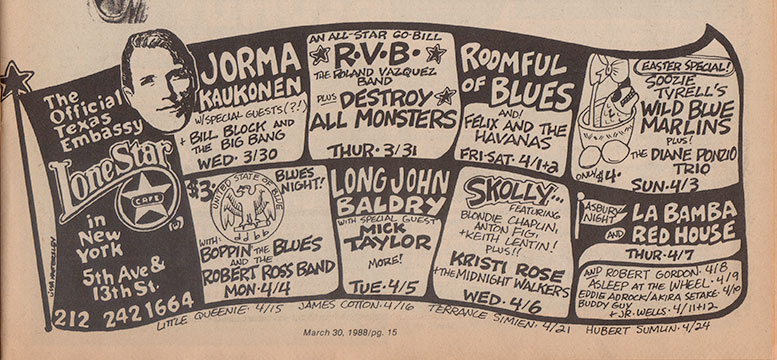 The
Official
Texas
Embassy
Lone Star
CAFE
in
New
York
5th Ave &
13th St.
212 242 1664
JORMA
KAUKONEN
W/SPECIAL GUESTS (?!)
+ BILL BLOCK AND
THE BIG BANG
WED • 3/30
AN ALL-STAR CO-BILL
R•V•B•
THE ROLAND VAZQUEZ
BAND
PLUS DESTROY
ALL MONSTERS
THUR • 3/31
ROOMFUL
OF BLUES
AND!
FELIX AND THE
HAVANAS
FRI-SAT • 4/1+2
EASTER SPECIAL!
SOOZIE
TYRELL'S
WILD BLUE
MARLINS
PLUS!
THE DIANE PONZIO
TRIO
ONLY $4•
SUN • 4/3
$3•
BLUES
NIGHT!
UNITED STATE OF BLUE
ddbb
WITH:
BOPPIN' THE BLUES
AND THE
ROBERT ROSS BAND
MON • 4/4
LONG JOHN
BALDRY
WITH SPECIAL GUEST
MICK
TAYLOR
MORE!
TUE • 4/5
SKOLLY...
FEATURING
BLONDIE CHAPLIN,
ANTON FIG,
+ KEITH LENTIN!
PLUS!!
KRISTI ROSE
+ THE MIDNIGHT WALKERS
WED • 4/6
ASBURY
NIGHT
LA BAMBA
AND RED HOUSE
THUR • 4/7
AND ROBERT GORDON • 4/8
ASLEEP AT THE WHEEL • 4/9
EDDIE ADROCK/AKIRA SETAKE • 4/10
BUDDY GUY
+ JR. WELLS • 4/11+12
LITTLE QUEENIE • 4/15 JAMES COTTON • 4/16 TERRANCE SIMIEN • 4/21 HUBERT SUMLIN • 4/24
March 30, 1988/pg. 15